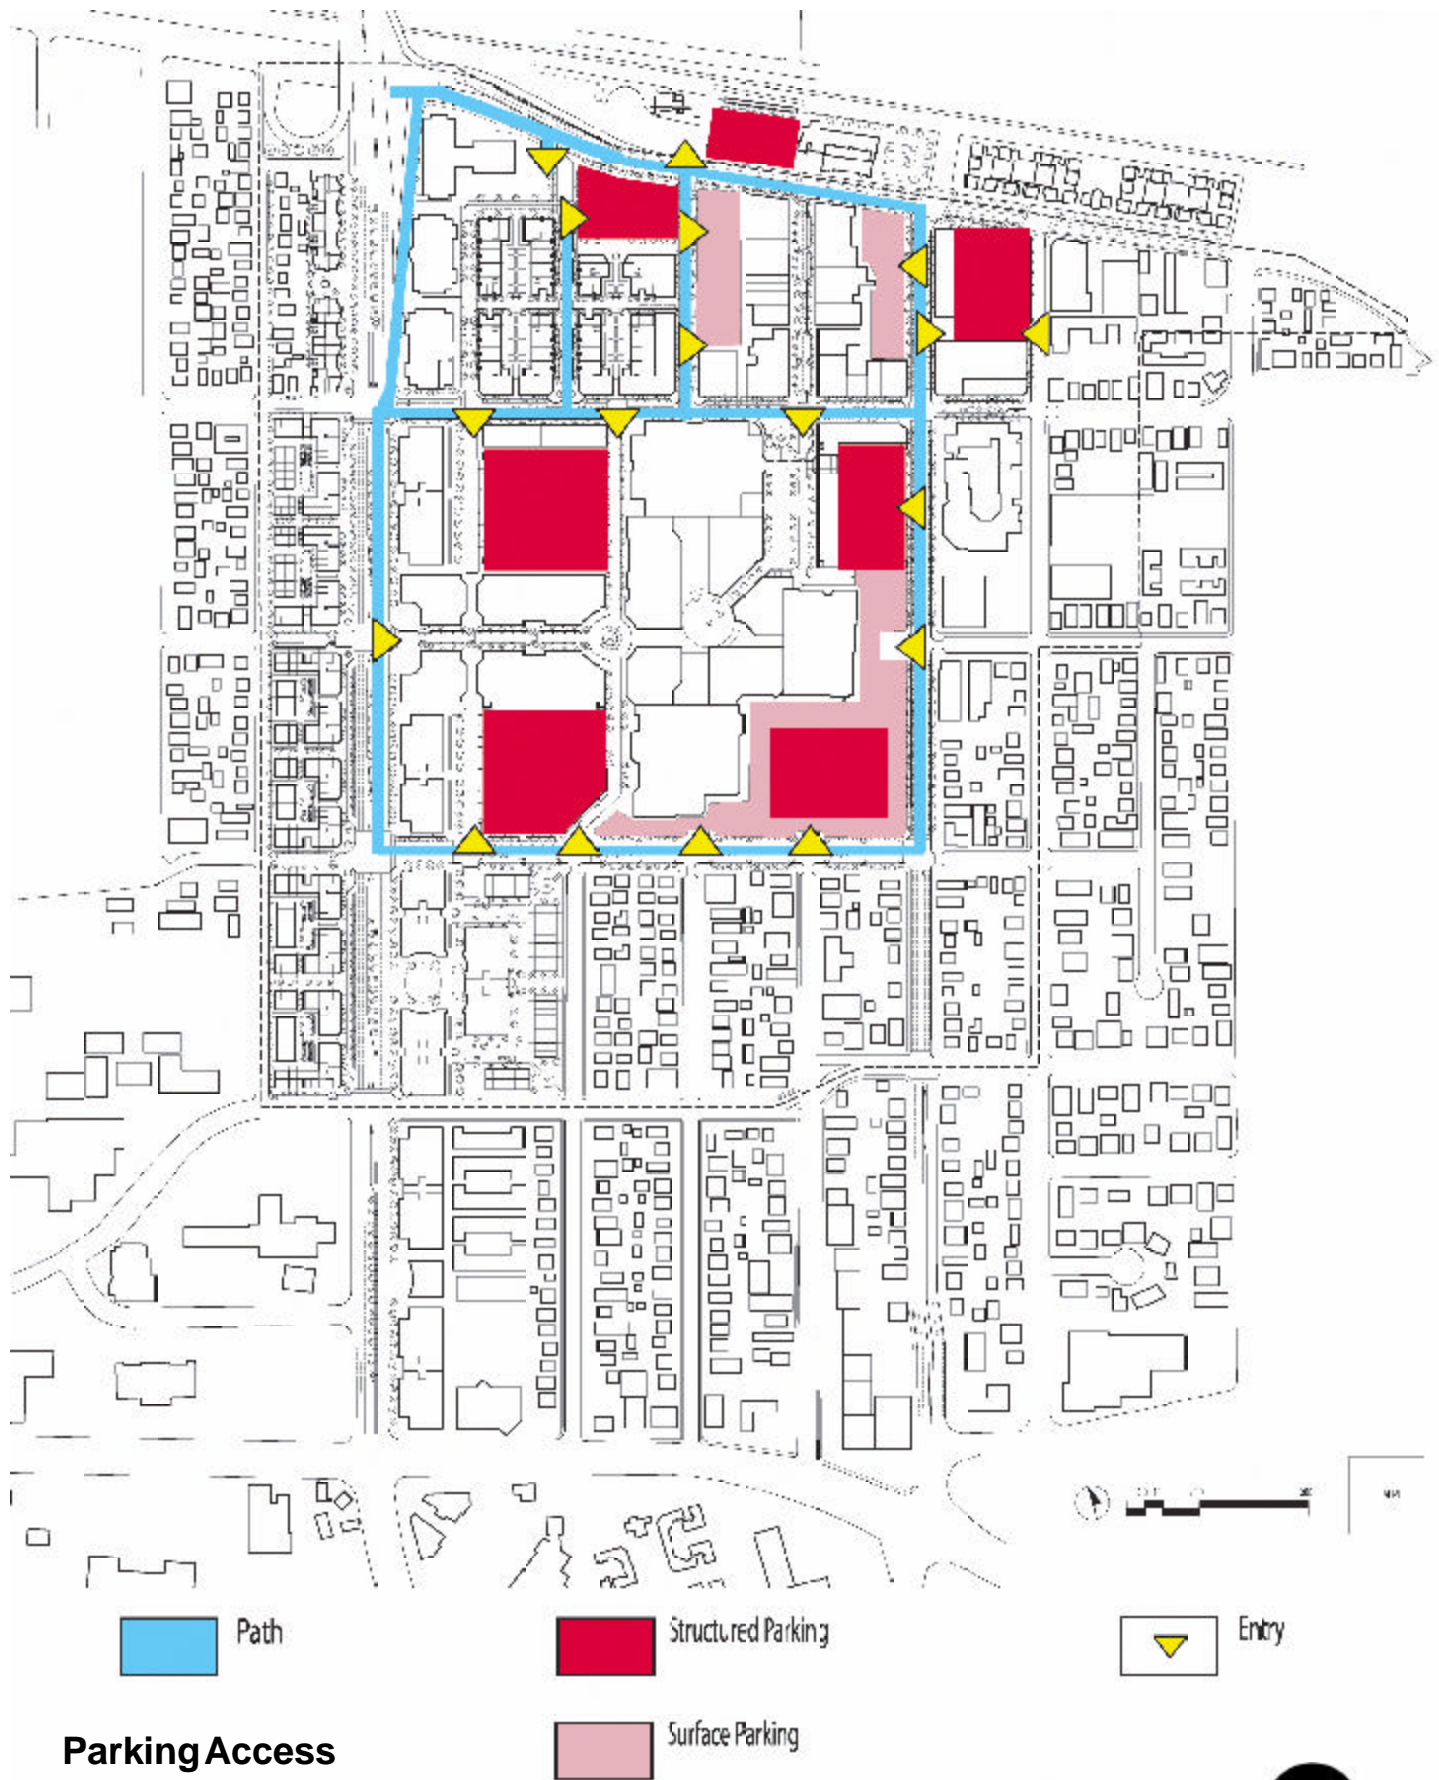 Path
Structured Parking
Entry
Surface Parking
Parking Access